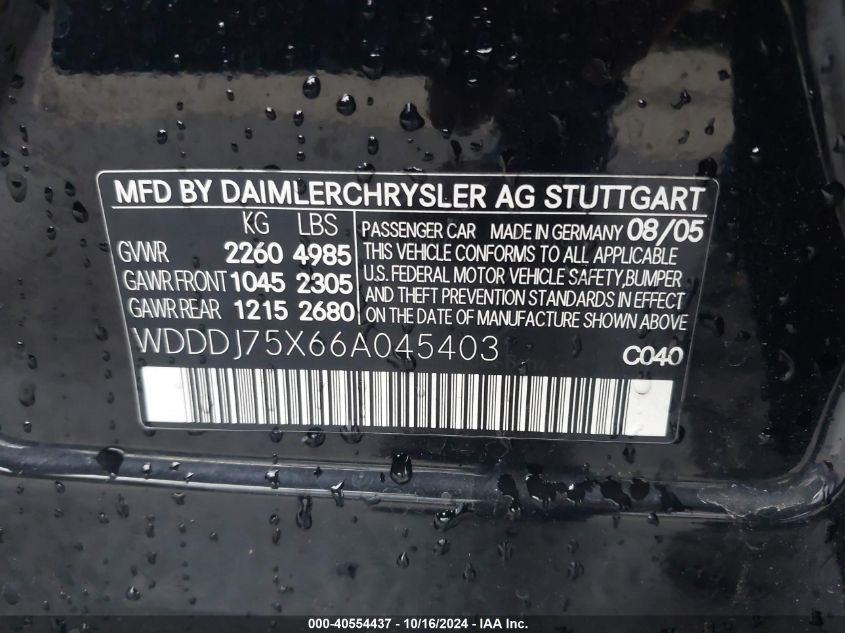 MFD BY DAIMLERCHRYSLER AG STUTTGART
KG LBS
GVWR 2260 4985
GAWR FRONT 1045 2305
GAWR REAR 1215 2680
PASSENGER CAR MADE IN GERMANY 08/05
THIS VEHICLE CONFORMS TO ALL APPLICABLE
U.S. FEDERAL MOTOR VEHICLE SAFETY,BUMPER
AND THEFT PREVENTION STANDARDS IN EFFECT
ON THE DATE OF MANUFACTURE SHOWN ABOVE
WDDDJ75X66A045403 C040
000-40554437 - 10/16/2024 - IAA Inc.